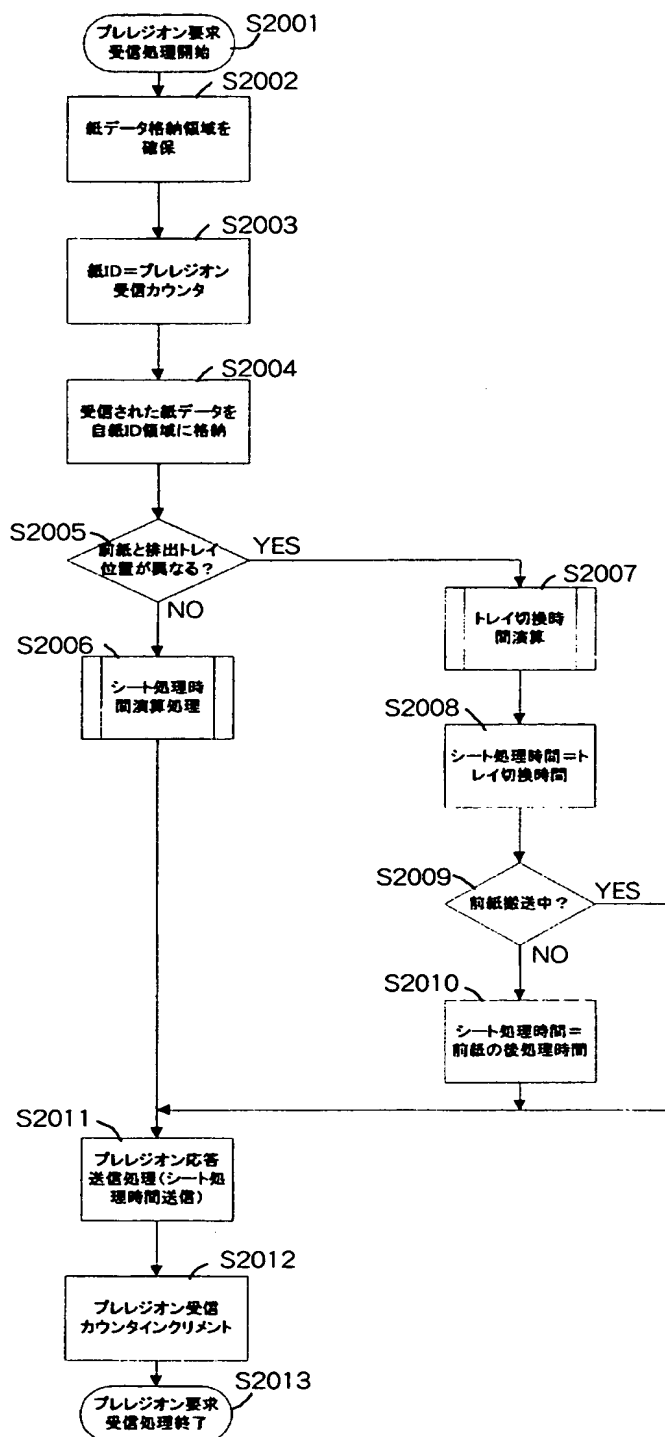 S2001
プレレジオン要求
受信処理開始
S2002
紙データ格納領域を
確保
S2003
紙ID=プレレジオン
受信カウンタ
S2004
受信された紙データを
自紙ID領域に格納
S2005
前紙と排出トレイ
位置が異なる?
YES
NO
S2006
シート処理時
間演算処理
S2007
トレイ切換時
間演算
S2008
シート処理時間=ト
レイ切換時間
S2009
前紙搬送中?
YES
NO
S2010
シート処理時間=
前紙の後処理時間
S2011
プレレジオン応答
送信処理(シート処
理時間送信)
S2012
プレレジオン受信
カウンタインクリメント
S2013
プレレジオン要求
受信処理終了